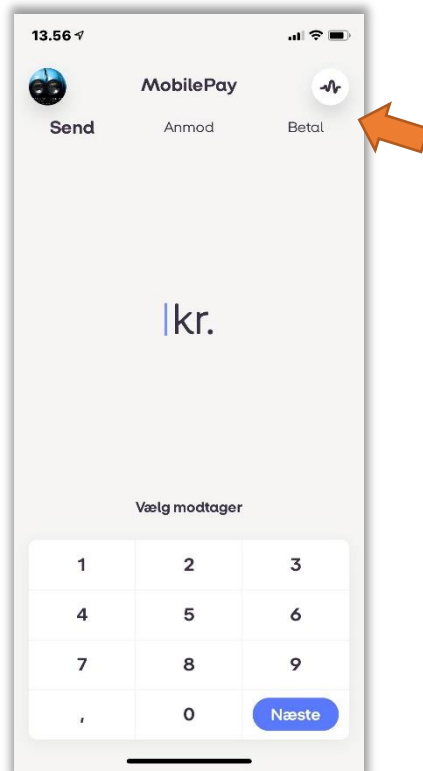 13.56
MobilePay
Send Anmod Betal
kr.
Vælg modtager
1 2 3
4 5 6
7 8 9
, 0 Næste